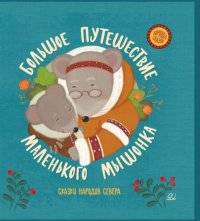 БОЛЬШОЕ ПУТЕШЕСТВИЕ
МАЛЕНЬКОГО МЫШОНКА
СКАЗКИ НАРОДОВ СЕВЕРА